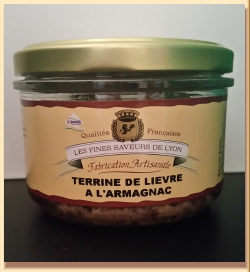 Qualités Françaises
LES FINES SAVEURS DE LYON
Fabrication Artisanale
TERRINE DE LIEVRE
A L'ARMAGNAC